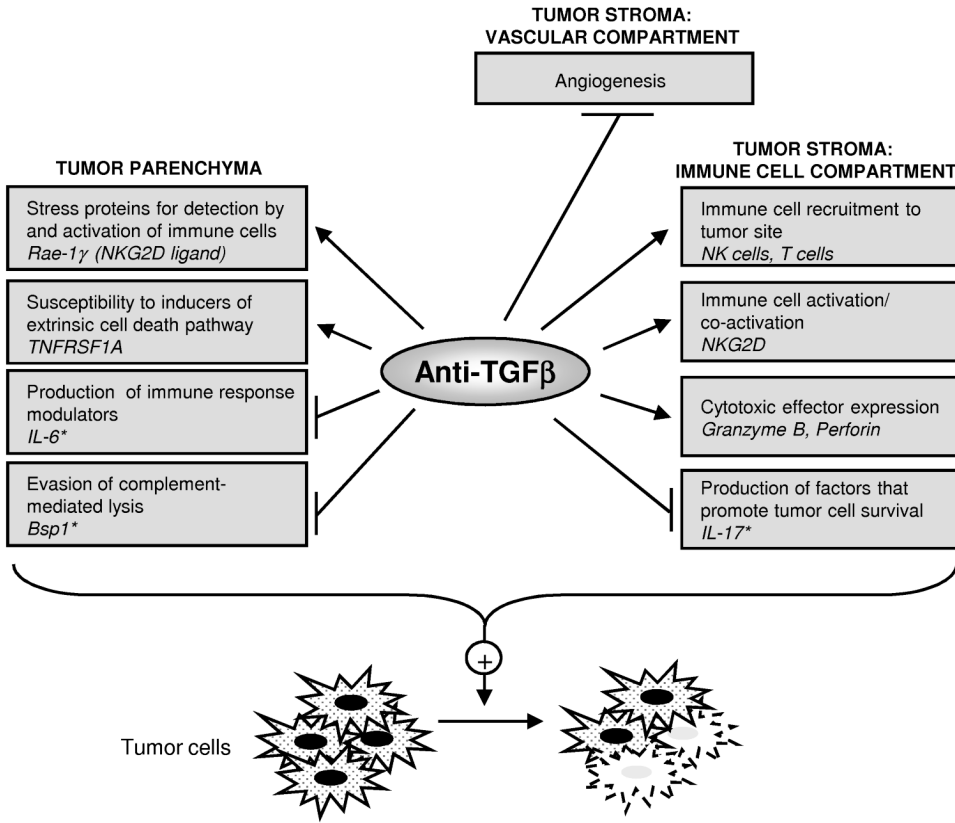 TUMOR STROMA:
VASCULAR COMPARTMENT
Angiogenesis
TUMOR PARENCHYMA
Stress proteins for detection by
and activation of immune cells
Rae-1γ (NKG2D ligand)
Susceptibility to inducers of
extrinsic cell death pathway
TNFRSF1A
Production of immune response
modulators
IL-6*
Evasion of complement-
mediated lysis
Bsp1*
Anti-TGFβ
TUMOR STROMA:
IMMUNE CELL COMPARTMENT
Immune cell recruitment to
tumor site
NK cells, T cells
Immune cell activation/
co-activation
NKG2D
Cytotoxic effector expression
Granzyme B, Perforin
Production of factors that
promote tumor cell survival
IL-17*
+
Tumor cells